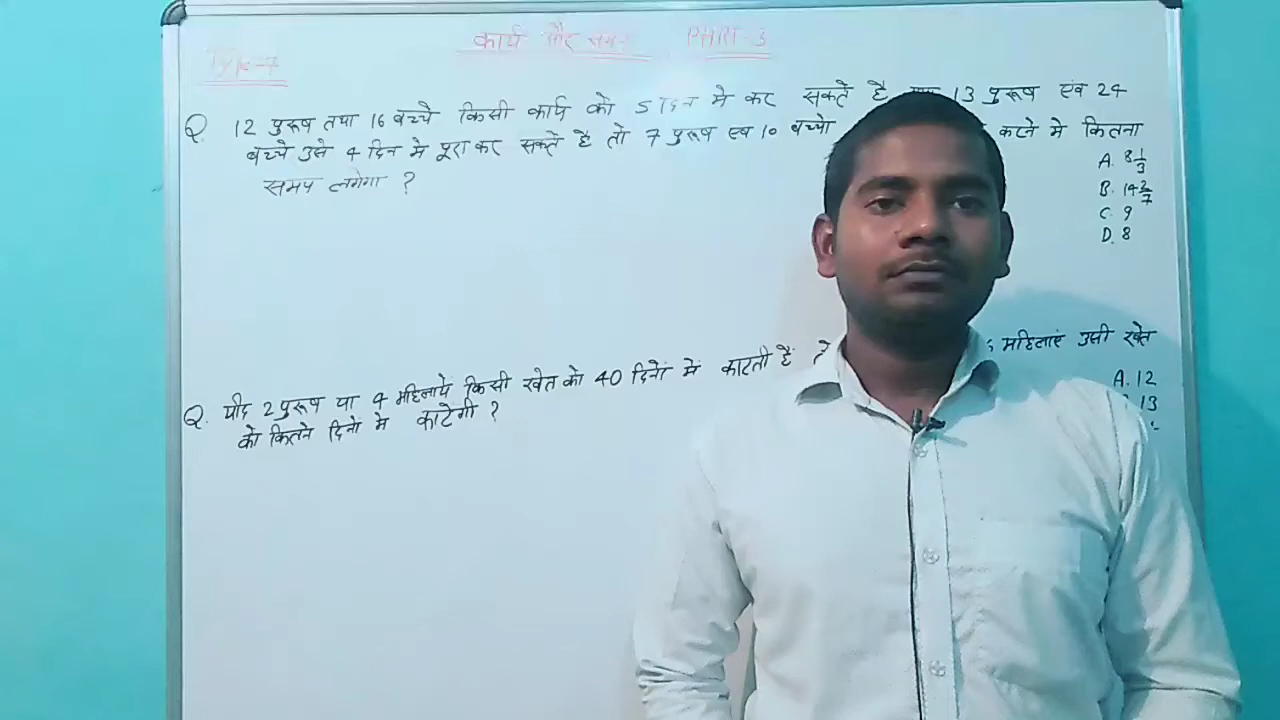 कार्य और समय PART-3
Type-7
Q. 12 पुरूष तथा 16 बच्चे किसी कार्य को 5 दिन मे कर सकते है 13 पुरूष एंव 24
बच्चे उसे 4 दिन मे पूरा कर सकते है तो 7 पुरूष एव 10 बच्चो करने मे कितना
समय लगेगा ?
A. 8 1/3
B. 14 2/7
C. 9
D. 8
Q. यदि 2 पुरूष या 4 महिलायें किसी खेत को 40 दिनों में काटती हैं महिलाएं उसी खेत
को कितने दिनों मे काटेगी ?
A. 12
13